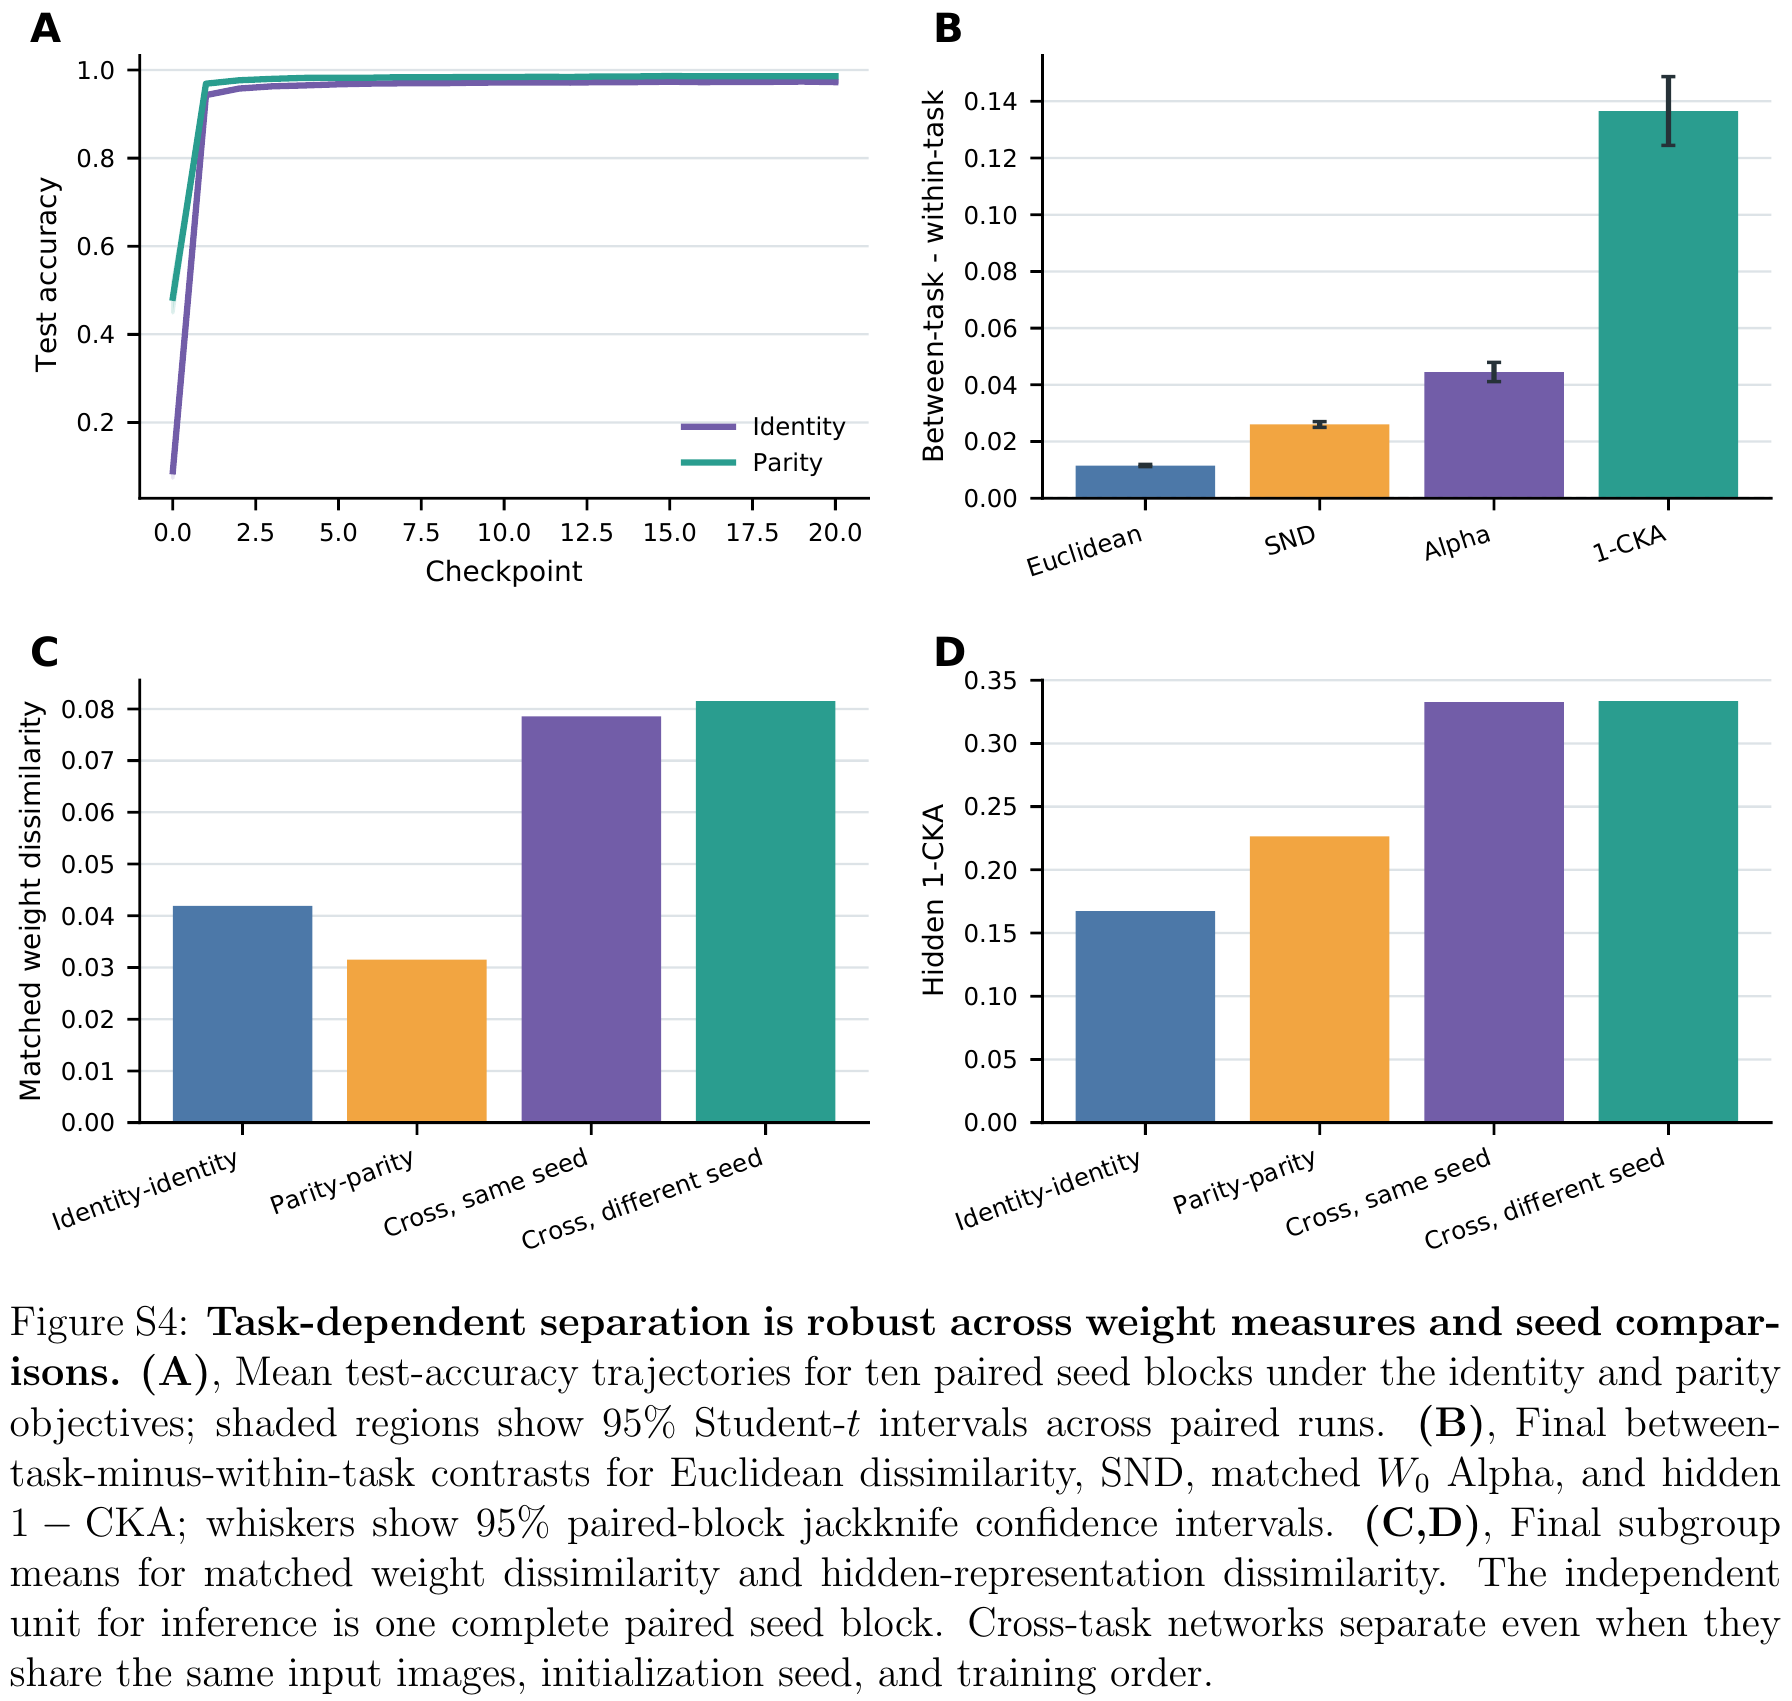 A
Test accuracy
1.0
0.8
0.6
0.4
0.2
Identity
Parity
0.0 2.5 5.0 7.5 10.0 12.5 15.0 17.5 20.0
Checkpoint
B
Between-task - within-task
0.14
0.12
0.10
0.08
0.06
0.04
0.02
0.00
Euclidean SND Alpha 1-CKA
C
Matched weight dissimilarity
0.08
0.07
0.06
0.05
0.04
0.03
0.02
0.01
0.00
Identity-identity Parity-parity Cross, same seed Cross, different seed
D
Hidden 1-CKA
0.35
0.30
0.25
0.20
0.15
0.10
0.05
0.00
Identity-identity Parity-parity Cross, same seed Cross, different seed
Figure S4: Task-dependent separation is robust across weight measures and seed compar-
isons. (A), Mean test-accuracy trajectories for ten paired seed blocks under the identity and parity
objectives; shaded regions show 95% Student-t intervals across paired runs. (B), Final between-
task-minus-within-task contrasts for Euclidean dissimilarity, SND, matched W₀ Alpha, and hidden
1 − CKA; whiskers show 95% paired-block jackknife confidence intervals. (C,D), Final subgroup
means for matched weight dissimilarity and hidden-representation dissimilarity. The independent
unit for inference is one complete paired seed block. Cross-task networks separate even when they
share the same input images, initialization seed, and training order.